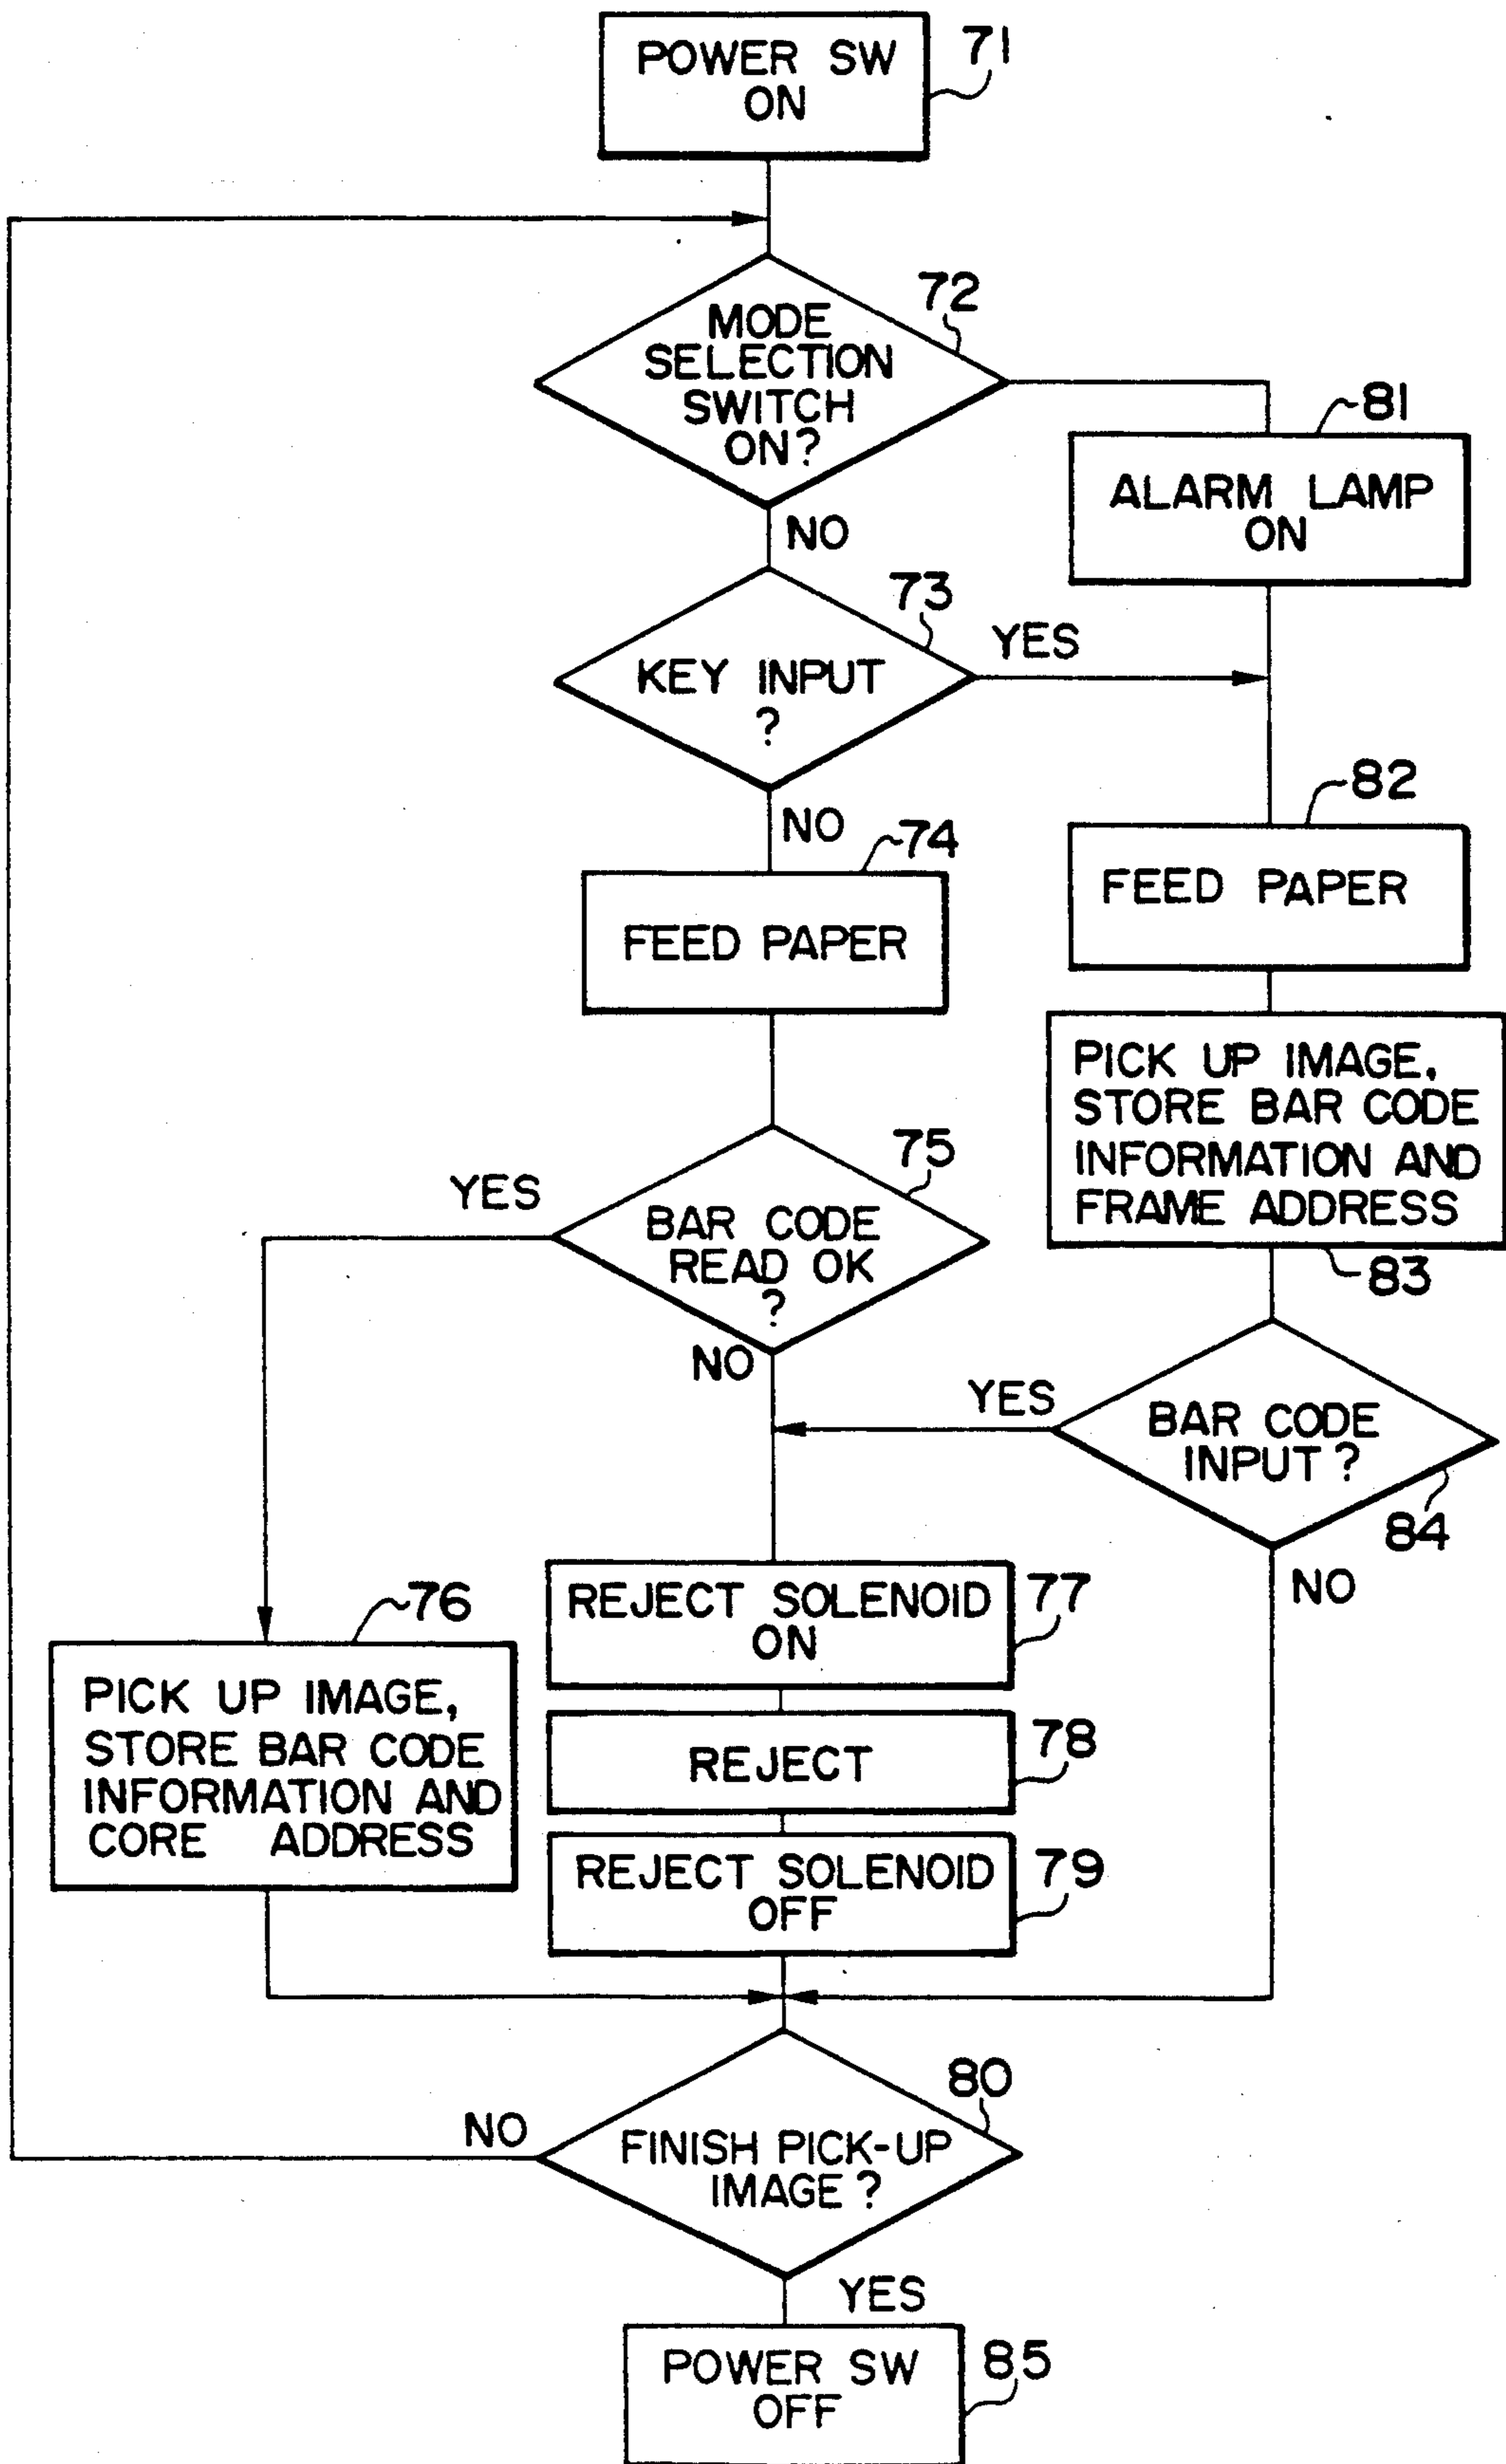 POWER SW
ON
71
MODE
SELECTION
SWITCH
ON?
72
NO
81
ALARM LAMP
ON
KEY INPUT
?
73
YES
NO
74
FEED PAPER
82
FEED PAPER
PICK UP IMAGE,
STORE BAR CODE
INFORMATION AND
FRAME ADDRESS
83
BAR CODE
READ OK
?
75
YES
NO
BAR CODE
INPUT?
84
YES
NO
76
PICK UP IMAGE,
STORE BAR CODE
INFORMATION AND
CORE ADDRESS
REJECT SOLENOID
ON
77
REJECT
78
REJECT SOLENOID
OFF
79
FINISH PICK-UP
IMAGE?
80
NO
YES
POWER SW
OFF
85